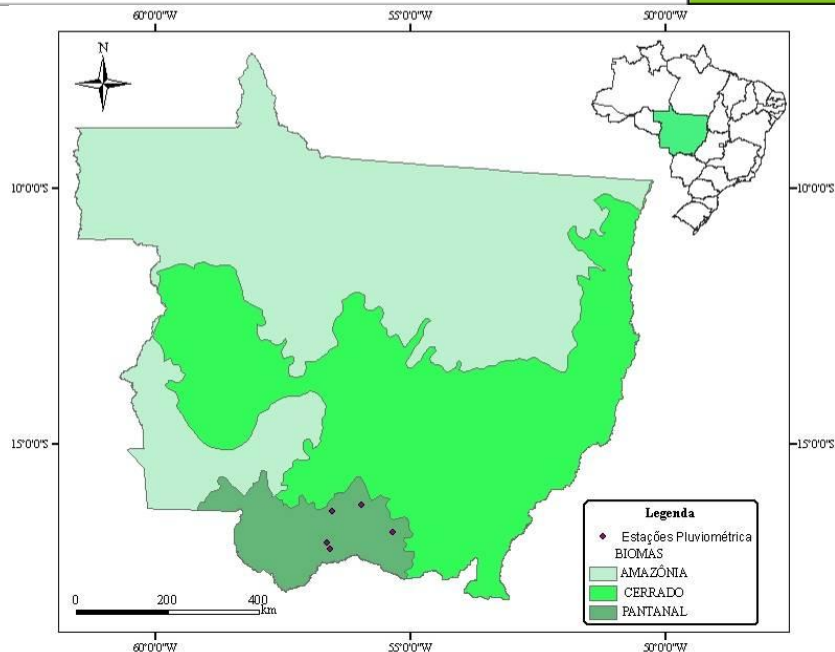 60°0'0"W 55°0'0"W 50°0'0"W
N
10°0'0"S 10°0'0"S
15°0'0"S 15°0'0"S
Legenda
Estações Pluviométrica
BIOMAS
AMAZÔNIA
CERRADO
PANTANAL
0 200 400 km
60°0'0"W 55°0'0"W 50°0'0"W